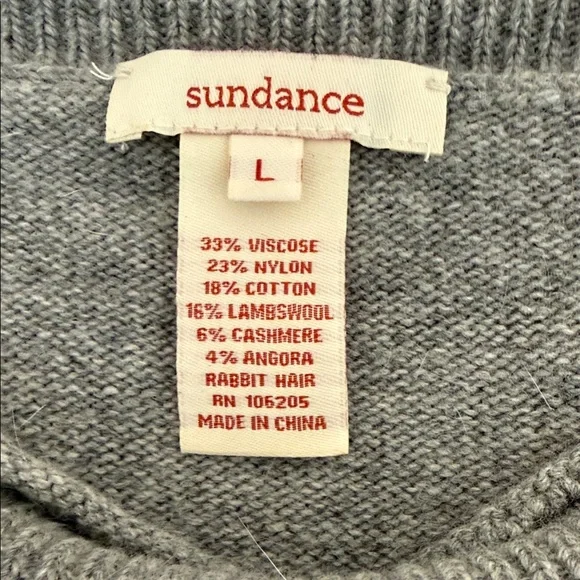 sundance
L
33% VISCOSE
23% NYLON
18% COTTON
16% LAMBSWOOL
6% CASHMERE
4% ANGORA
RABBIT HAIR
RN 106205
MADE IN CHINA